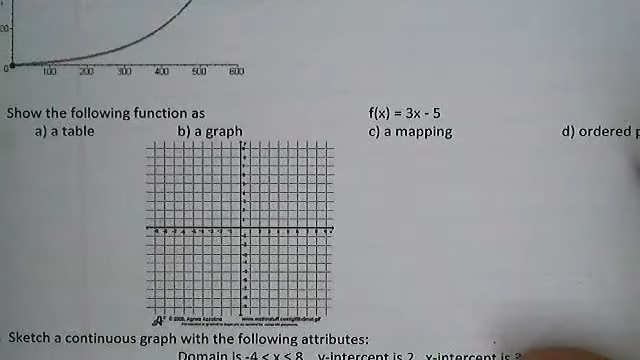 0 100 200 300 400 500 600
Show the following function as f(x) = 3x - 5
a) a table b) a graph c) a mapping d) ordered p
Sketch a continuous graph with the following attributes:
Domain is -4 < x ≤ 8, y-intercept is 2, x-intercept is